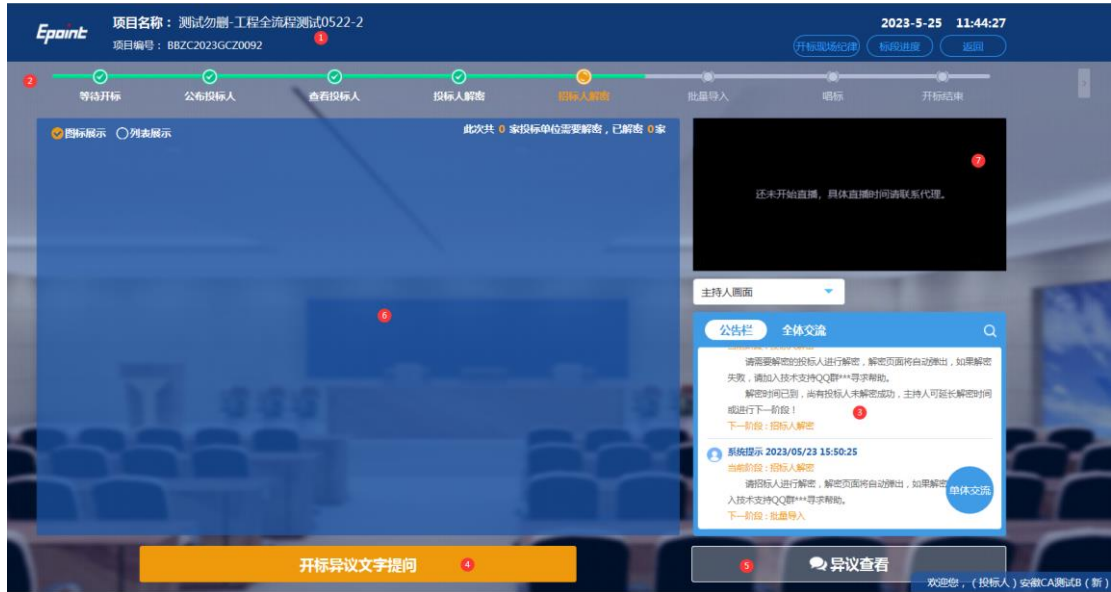 Epoint
项目名称： 测试勿删-工程全流程测试0522-2
项目编号： BBZC2023GCZ0092
1
2023-5-25 11:44:27
开标现场纪律 标段进度 返回
2
等待开标 公布投标人 查看投标人 投标人解密 招标人解密 批量导入 唱标 开标结束
图标展示 列表展示
此次共 0 家投标单位需要解密，已解密 0家
7
还未开始直播，具体直播时间请联系代理。
6
主持人画面
公告栏 全体交流
请需要解密的投标人进行解密，解密页面将自动弹出，如果解密
失败，请加入技术支持QQ群***寻求帮助。
解密时间已到，尚有投标人未解密成功，主持人可延长解密时间
或进行下一阶段！
3
下一阶段：招标人解密
系统提示 2023/05/23 15:50:25
当前阶段：招标人解密
请招标人进行解密，解密页面将自动弹出，如果解密
入技术支持QQ群***寻求帮助。
下一阶段：批量导入
单体交流
开标异议文字提问 4
5 异议查看
欢迎您，（投标人）安徽CA测试B（新）